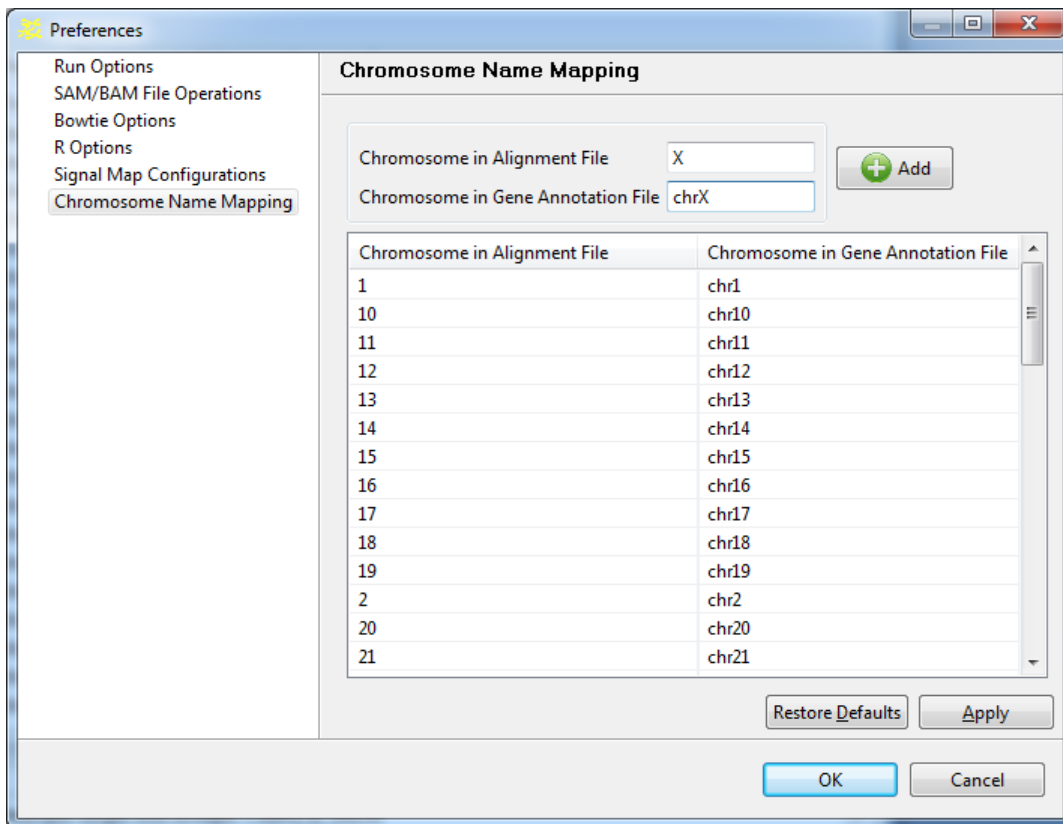 Preferences
Run Options
SAM/BAM File Operations
Bowtie Options
R Options
Signal Map Configurations
Chromosome Name Mapping
Chromosome Name Mapping
Chromosome in Alignment File X
Chromosome in Gene Annotation File chrX
Add
Chromosome in Alignment File Chromosome in Gene Annotation File
1 chr1
10 chr10
11 chr11
12 chr12
13 chr13
14 chr14
15 chr15
16 chr16
17 chr17
18 chr18
19 chr19
2 chr2
20 chr20
21 chr21
Restore Defaults Apply
OK Cancel